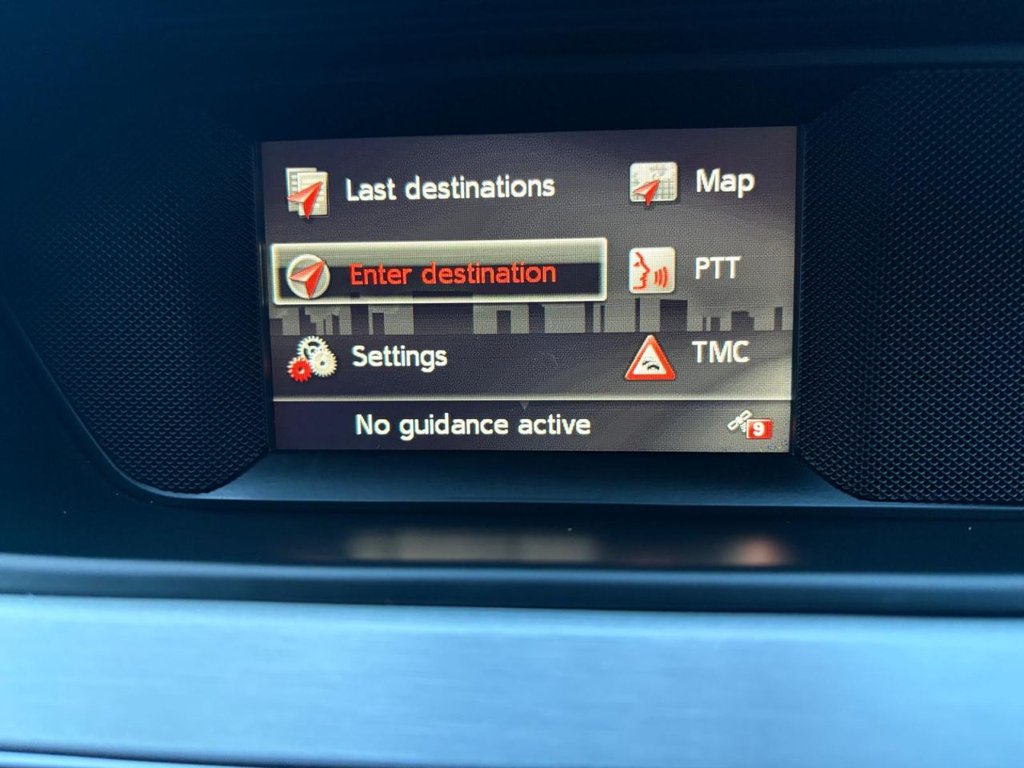 Last destinations
Map
Enter destination
PTT
Settings
TMC
No guidance active
9